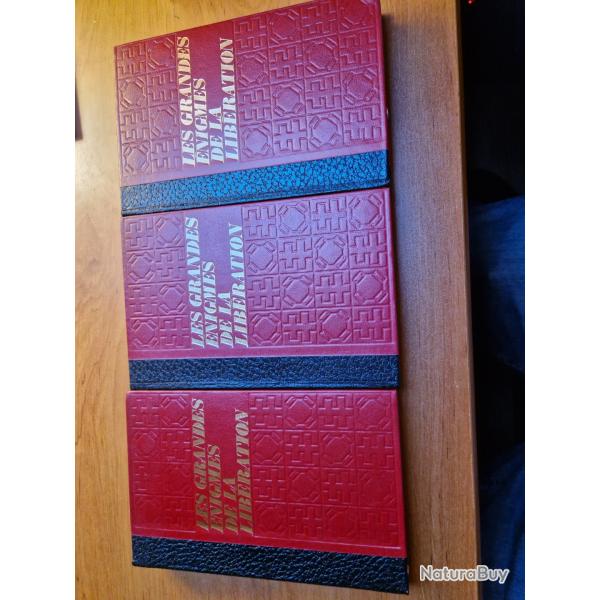 LES GRANDES
ENIGMES
DE LA
LIBERATION
LES GRANDES
ENIGMES
DE LA
LIBERATION
LES GRANDES
ENIGMES
DE LA
LIBERATION
NaturaBuy